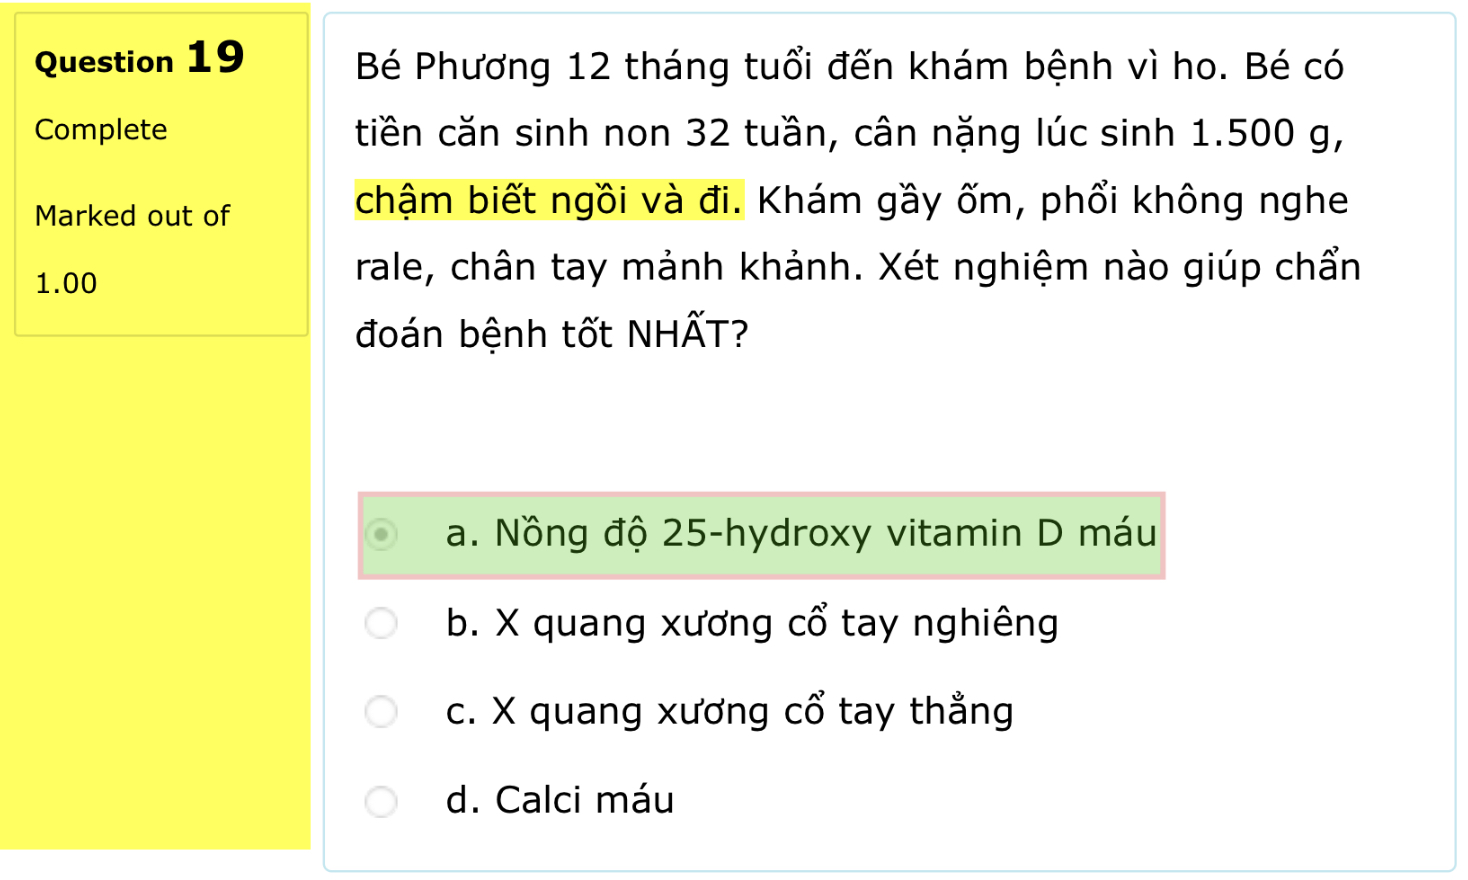 Question 19
Complete
Marked out of
1.00
Bé Phương 12 tháng tuổi đến khám bệnh vì ho. Bé có
tiền căn sinh non 32 tuần, cân nặng lúc sinh 1.500 g,
chậm biết ngồi và đi. Khám gầy ốm, phổi không nghe
rale, chân tay mảnh khảnh. Xét nghiệm nào giúp chẩn
đoán bệnh tốt NHẤT?
a. Nồng độ 25-hydroxy vitamin D máu
b. X quang xương cổ tay nghiêng
c. X quang xương cổ tay thẳng
d. Calci máu